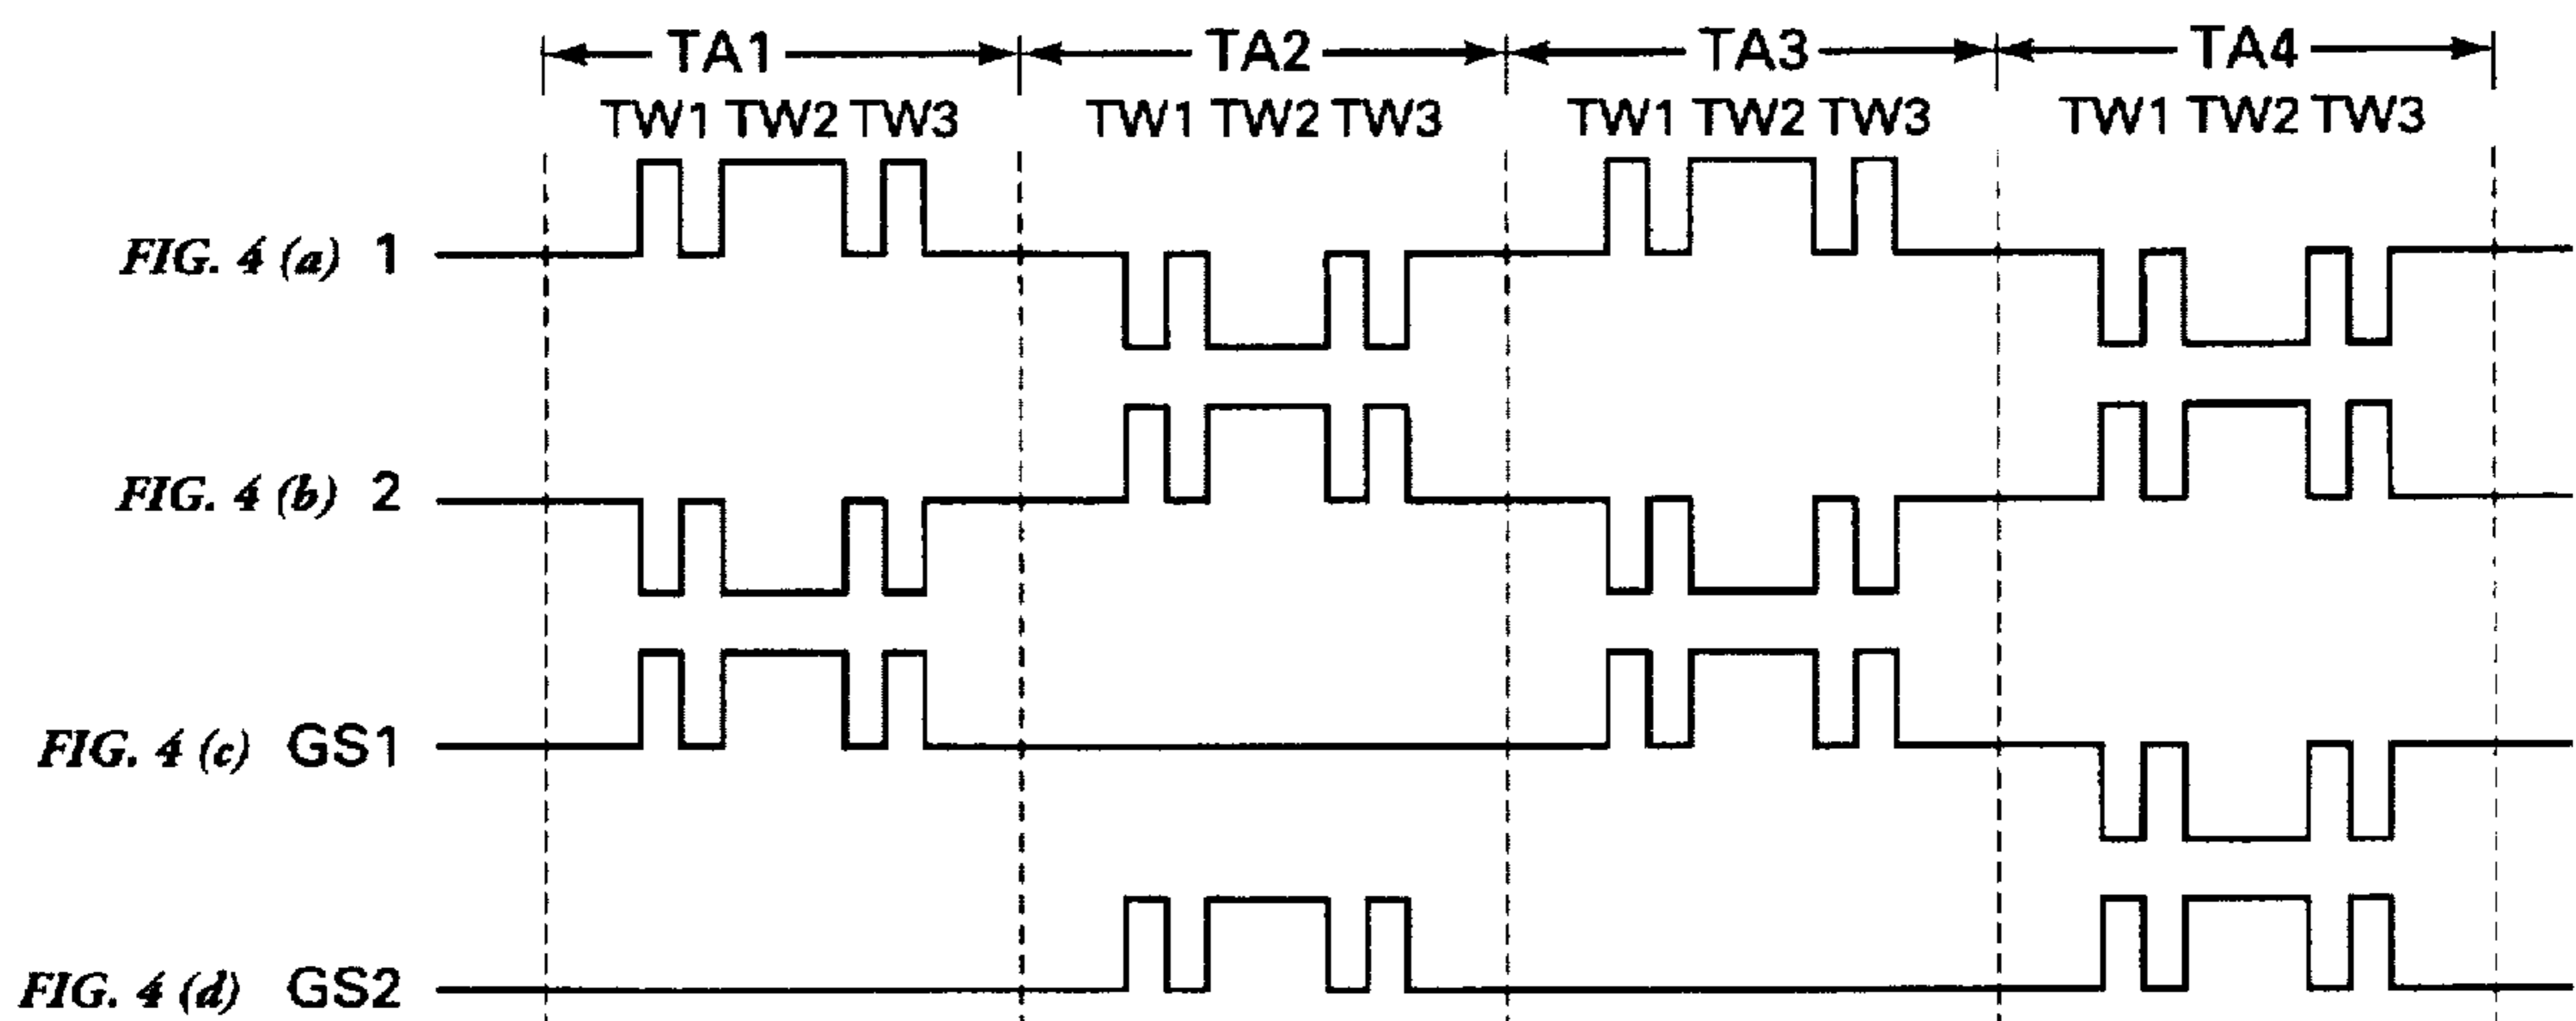 TA1 TA2 TA3 TA4
TW1 TW2 TW3 TW1 TW2 TW3 TW1 TW2 TW3 TW1 TW2 TW3
FIG. 4 (a) 1
FIG. 4 (b) 2
FIG. 4 (c) GS1
FIG. 4 (d) GS2